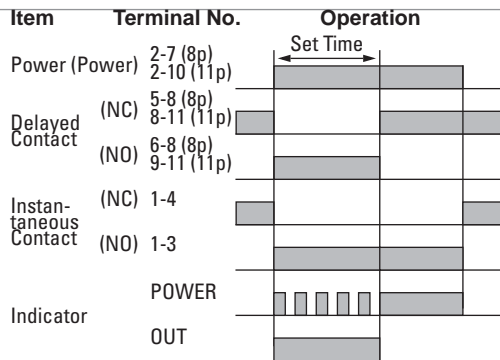 Item Terminal No. Operation
Set Time
Power (Power) 2-7 (8p)
2-10 (11p)
Delayed
Contact
(NC) 5-8 (8p)
8-11 (11p)
(NO) 6-8 (8p)
9-11 (11p)
Instan-
taneous
Contact
(NC) 1-4
(NO) 1-3
Indicator
POWER
OUT